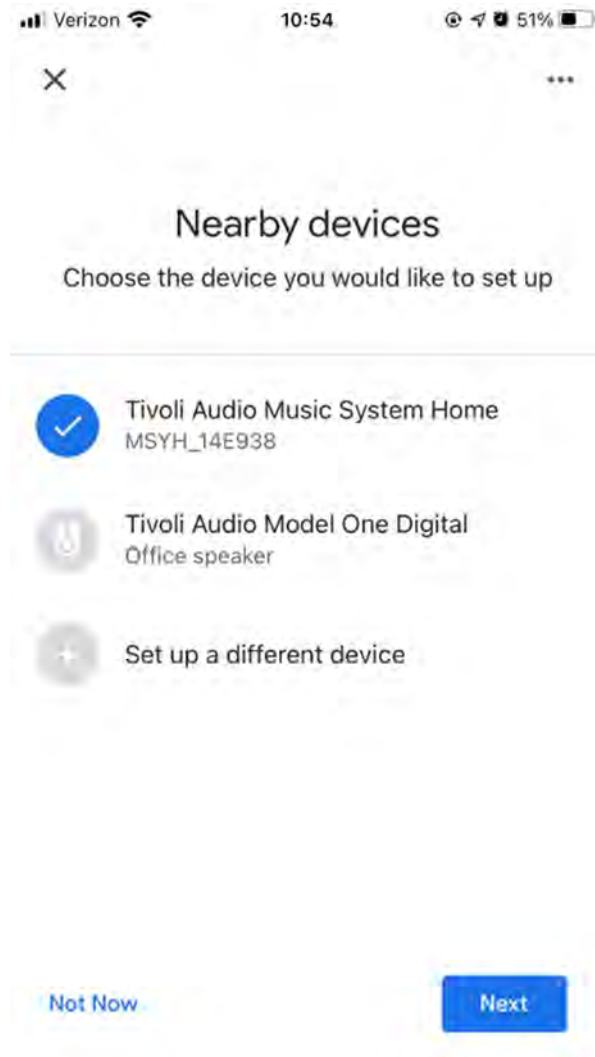 Verizon 10:54 51%
Nearby devices
Choose the device you would like to set up
Tivoli Audio Music System Home
MSYH_14E938
Tivoli Audio Model One Digital
Office speaker
Set up a different device
Not Now Next